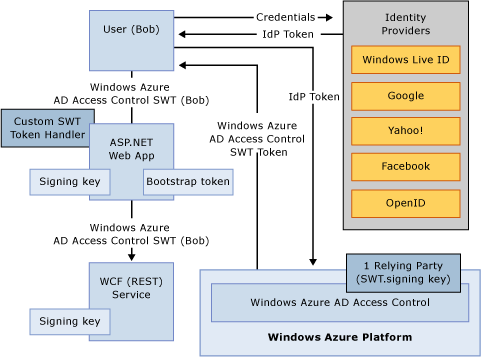 User (Bob)
Credentials
IdP Token
Identity
Providers
Windows Live ID
Google
Yahoo!
Facebook
OpenID
Windows Azure
AD Access Control SWT (Bob)
IdP Token
Custom SWT
Token Handler
ASP.NET
Web App
Signing key
Bootstrap token
Windows Azure
AD Access Control
SWT Token
Windows Azure
AD Access Control SWT (Bob)
WCF (REST)
Service
Signing key
1 Relying Party
(SWT.signing key)
Windows Azure AD Access Control
Windows Azure Platform